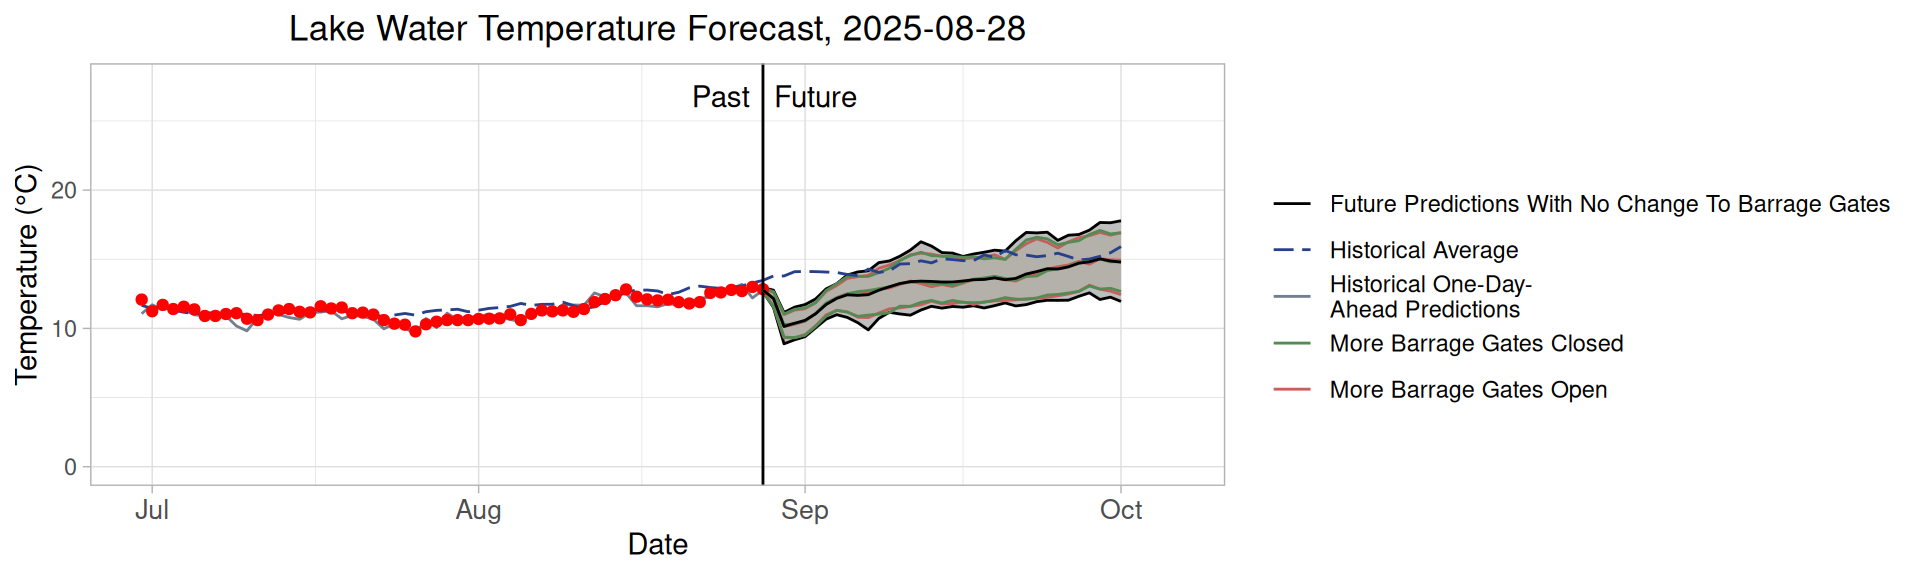 Lake Water Temperature Forecast, 2025-08-28
Past
Future
Temperature (°C)
20
10
0
Jul
Aug
Sep
Oct
Date
Future Predictions With No Change To Barrage Gates
Historical Average
Historical One-Day-
Ahead Predictions
More Barrage Gates Closed
More Barrage Gates Open